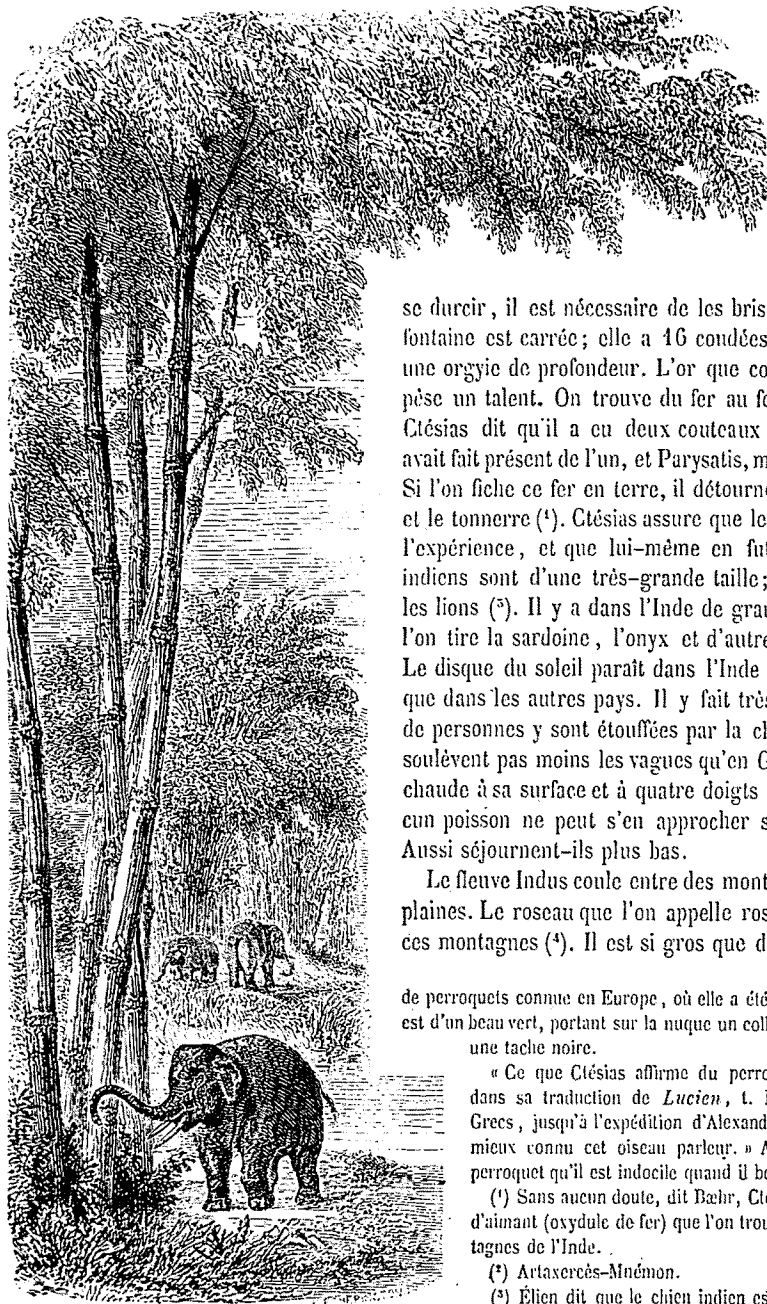 se durcir, il est nécessaire de les bris
fontaine est carrée; elle a 16 coudées
une orgyie de profondeur. L'or que co
pèse un talent. On trouve du fer au fo
Ctésias dit qu'il a eu deux couteaux
avait fait présent de l'un, et Parysatis, m
Si l'on fiche ce fer en terre, il détourne
et le tonnerre (¹). Ctésias assure que le
l'expérience, et que lui-même en fut
indiens sont d'une très-grande taille;
les lions (³). Il y a dans l'Inde de gran
l'on tire la sardoine, l'onyx et d'autre
Le disque du soleil paraît dans l'Inde
que dans les autres pays. Il y fait très
de personnes y sont étouffées par la ch
soulèvent pas moins les vagues qu'en G
chaude à sa surface et à quatre doigts
cun poisson ne peut s'en approcher s
Aussi séjournent-ils plus bas.
Le fleuve Indus coule entre des mont
plaines. Le roseau que l'on appelle ros
ces montagnes (⁴). Il est si gros que d
de perroquets connue en Europe, où elle a été
est d'un beau vert, portant sur la nuque un coll
une tache noire.
« Ce que Ctésias affirme du perro
dans sa traduction de Lucien, t. I
Grecs, jusqu'à l'expédition d'Alexand
mieux connu cet oiseau parleur. » A
perroquet qu'il est indocile quand il bo
(¹) Sans aucun doute, dit Bæhr, Cté
d'aimant (oxydule de fer) que l'on trou
tagnes de l'Inde.
(²) Artaxercès-Mnémon.
(³) Élien dit que le chien indien es